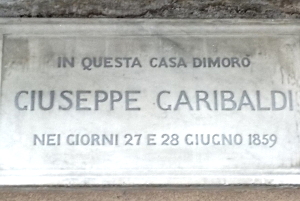 IN QUESTA CASA DIMORÒ
GIUSEPPE GARIBALDI
NEI GIORNI 27 E 28 GIUGNO 1859